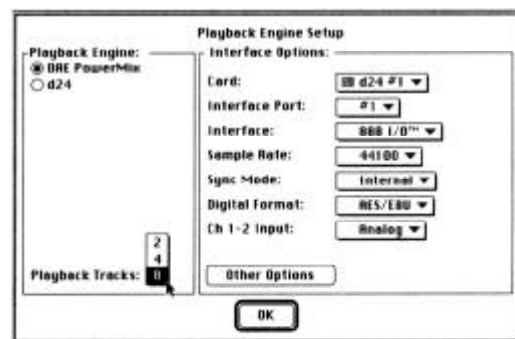 Playback Engine Setup
Playback Engine:
DAE PowerMix
d24
2
4
Playback Tracks: 8
Interface Options:
Card: d24 #1
Interface Port: #1
Interface: 888 I/O™
Sample Rate: 44100
Sync Mode: Internal
Digital Format: AES/EBU
Ch 1-2 Input: Analog
Other Options
OK